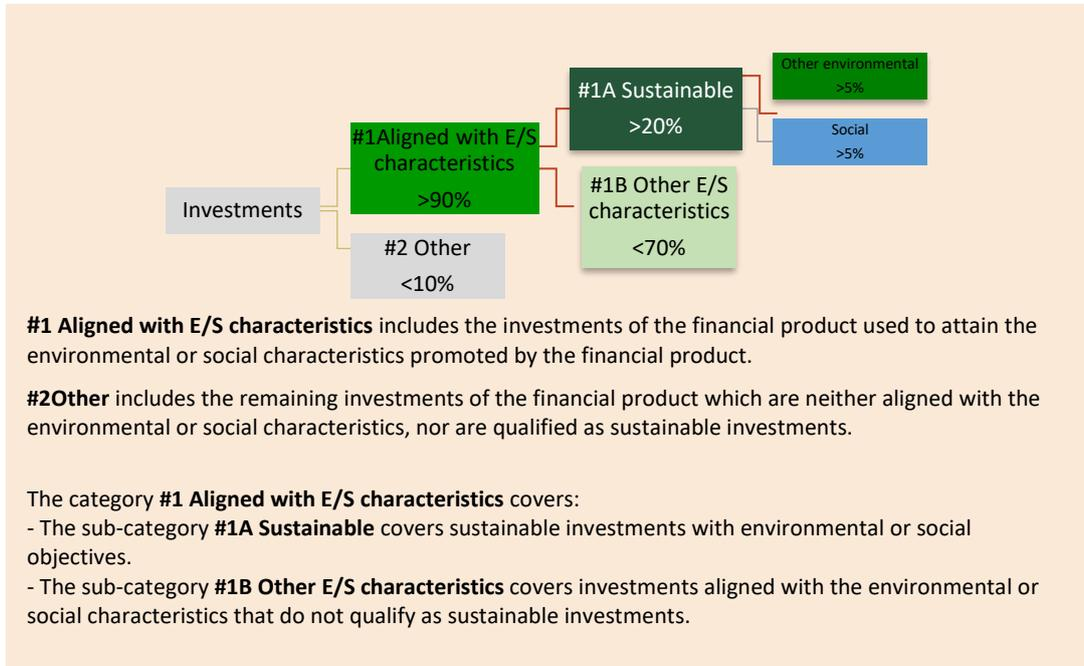 Investments
#1Aligned with E/S
characteristics
>90%
#2 Other
<10%
#1A Sustainable
>20%
#1B Other E/S
characteristics
<70%
Other environmental
>5%
Social
>5%
#1 Aligned with E/S characteristics includes the investments of the financial product used to attain the
environmental or social characteristics promoted by the financial product.
#2Other includes the remaining investments of the financial product which are neither aligned with the
environmental or social characteristics, nor are qualified as sustainable investments.
The category #1 Aligned with E/S characteristics covers:
- The sub-category #1A Sustainable covers sustainable investments with environmental or social
objectives.
- The sub-category #1B Other E/S characteristics covers investments aligned with the environmental or
social characteristics that do not qualify as sustainable investments.